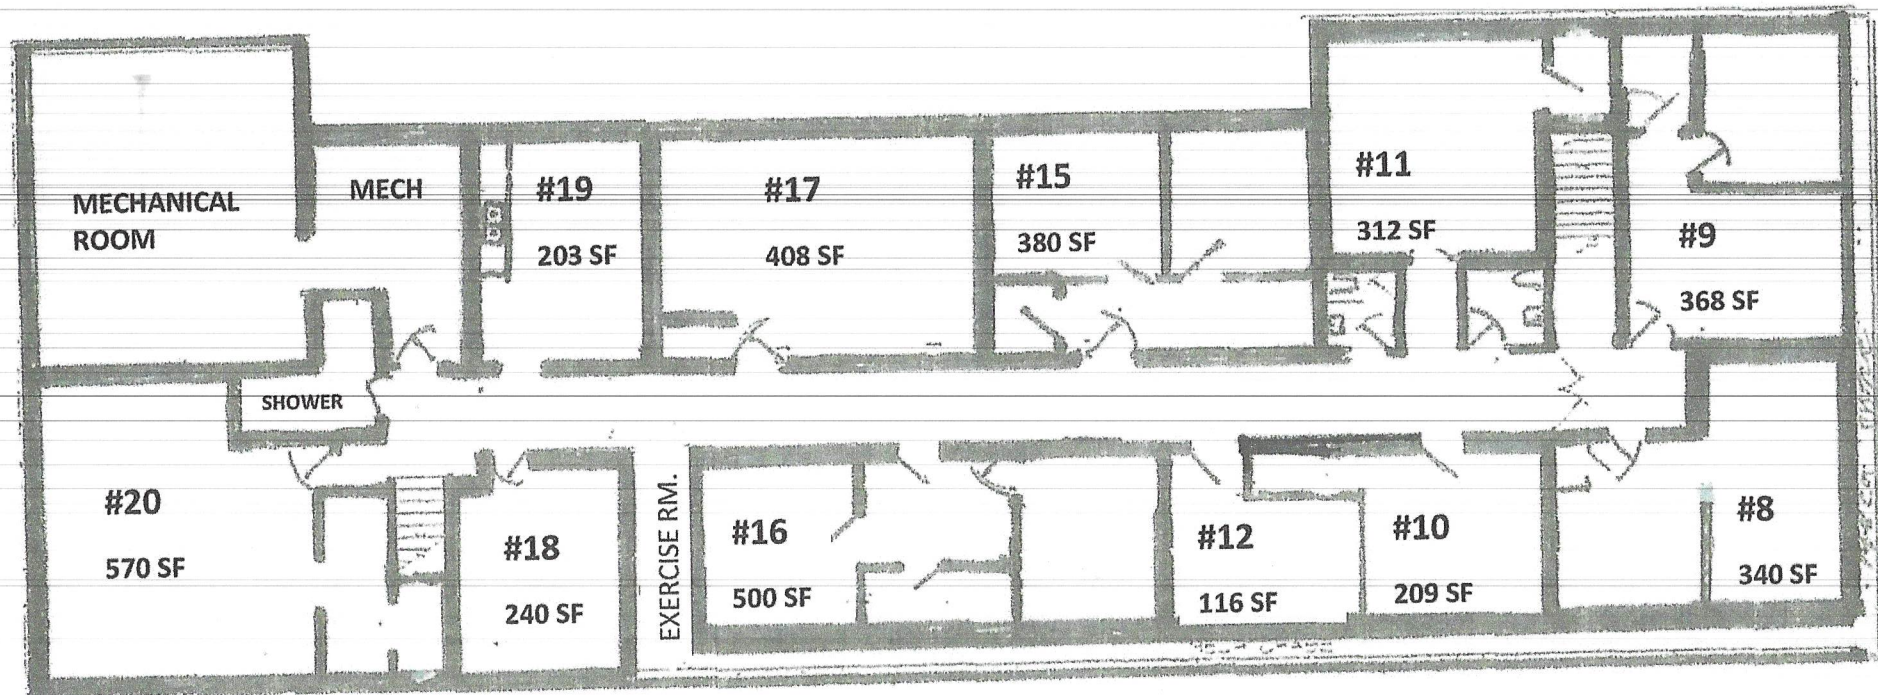 MECHANICAL
ROOM
MECH
#19
203 SF
#17
408 SF
#15
380 SF
#11
312 SF
#9
368 SF
SHOWER
#20
570 SF
#18
240 SF
EXERCISE RM.
#16
500 SF
#12
116 SF
#10
209 SF
#8
340 SF